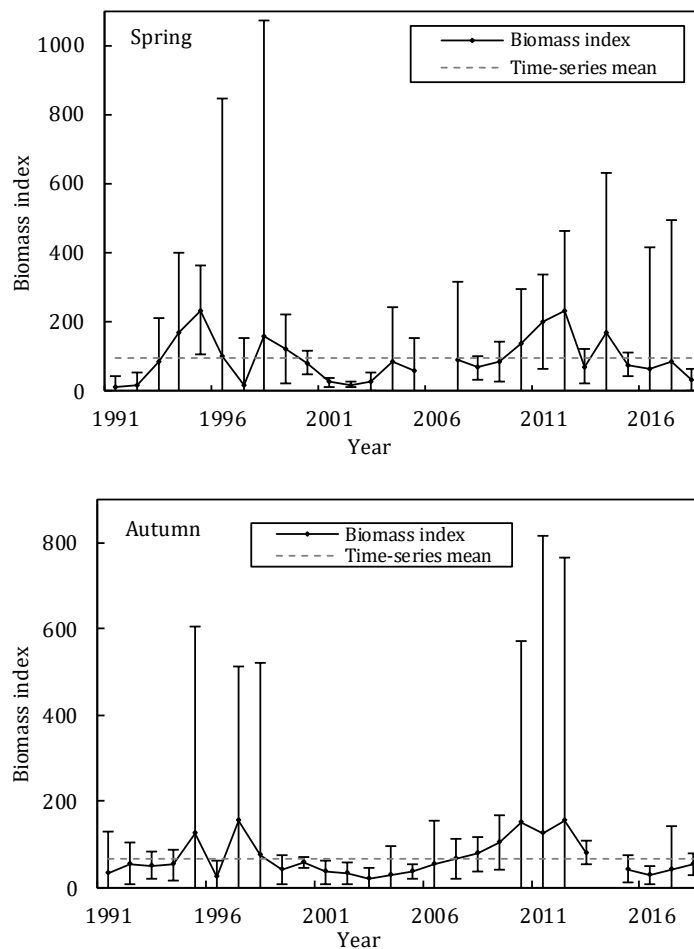 Spring
Biomass index
Time-series mean
1000
800
600
400
200
0
Biomass index
1991 1996 2001 2006 2011 2016
Year
Autumn
Biomass index
Time-series mean
800
600
400
200
0
Biomass index
1991 1996 2001 2006 2011 2016
Year